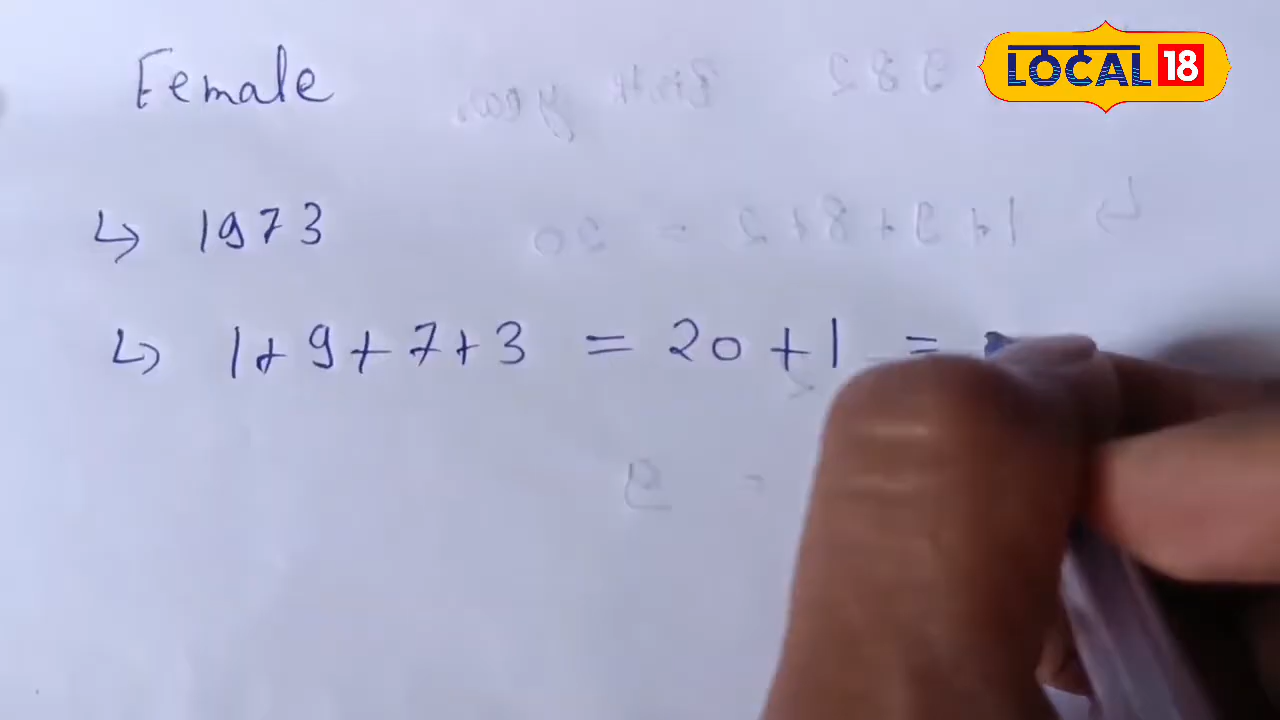 LOCAL 18
Female
↳ 1973
↳ 1+9+7+3 = 20 +1 =